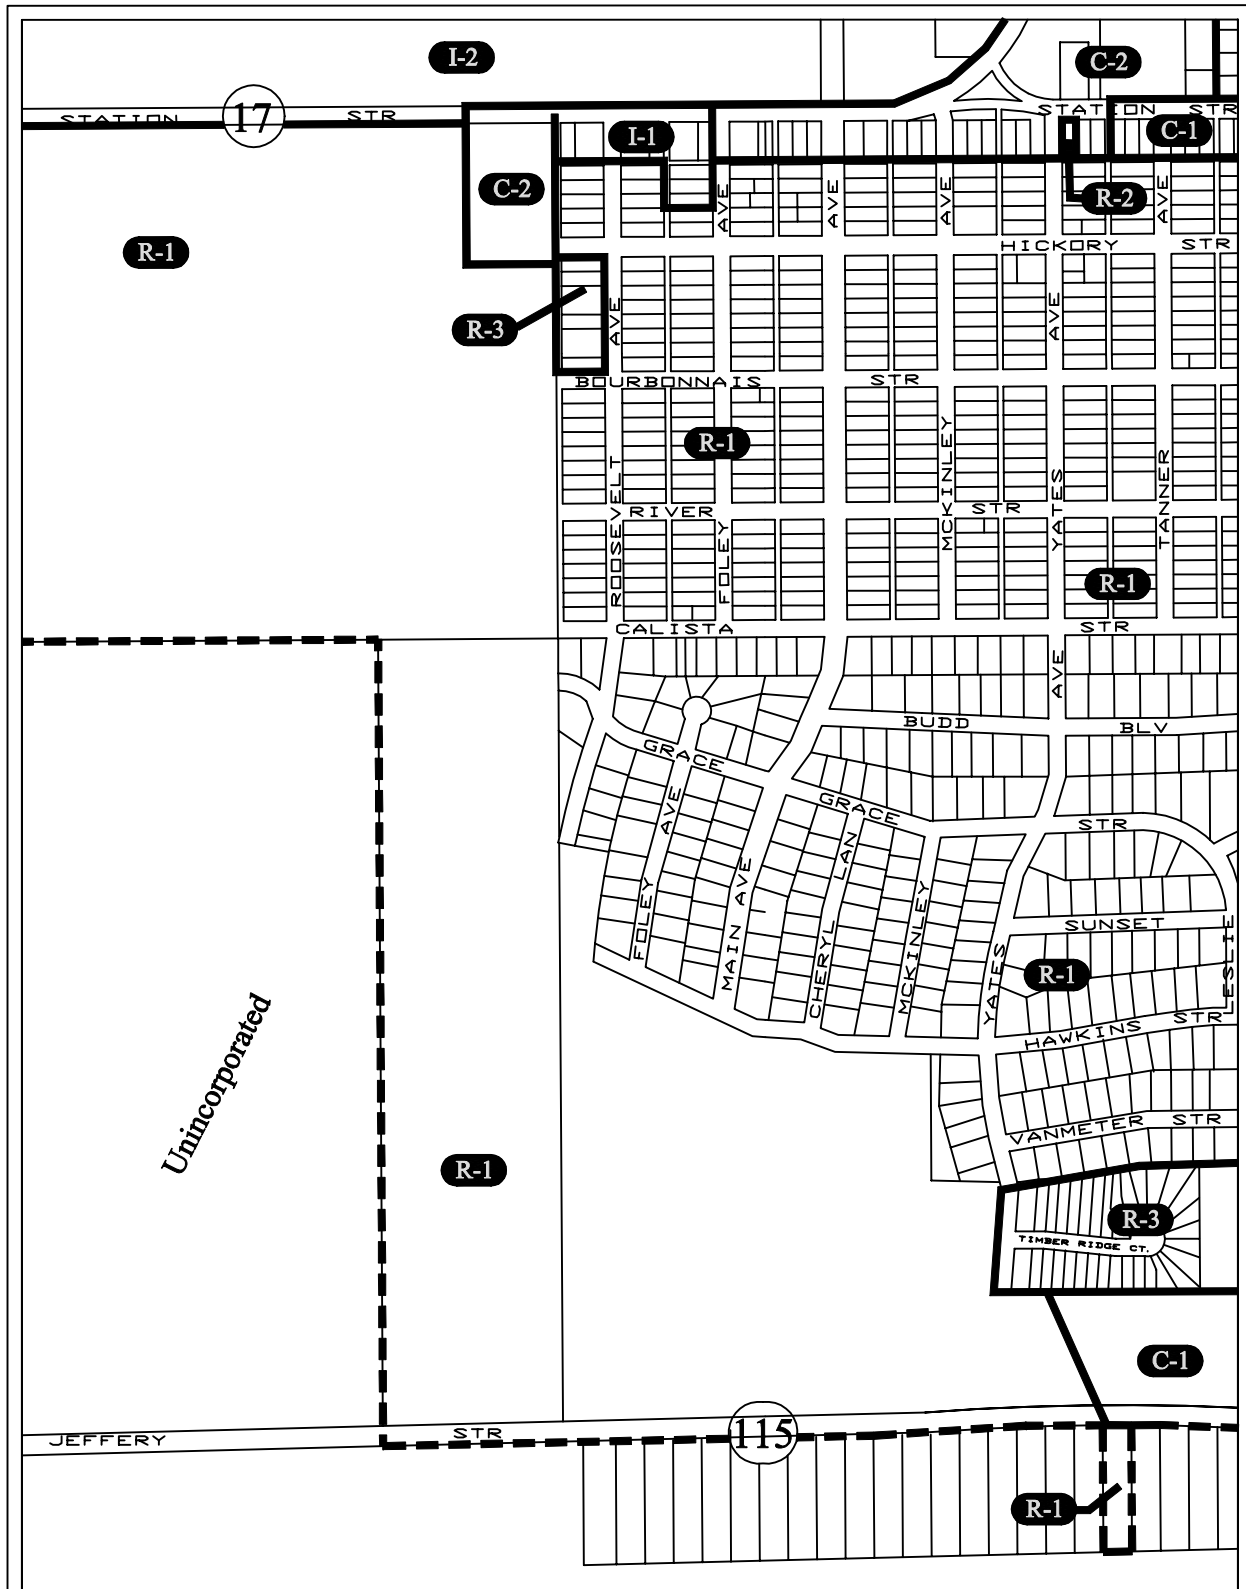 I-2
C-2
STATION
17
STR
STATION
STR
I-1
C-1
C-2
R-2
AVE
AVE
AVE
AVE
R-1
HICKORY
STR
R-3
AVE
AVE
BOURBONNAIS
STR
R-1
MCKINLEY
ROOSEVELT
RIVER
FOLEY
STR
YATES
TANNER
R-1
CALISTA
STR
AVE
BUDD
BLV
GRACE
GRACE
STR
AVE
LAN
FOLEY
MAIN AVE
CHERYL
MCKINLEY
YATES
SUNSET
LESLIE
R-1
HAWKINS
STR
Unincorporated
VANMETER
STR
R-1
R-3
TIMBER RIDGE CT.
C-1
JEFFERY
STR
115
R-1